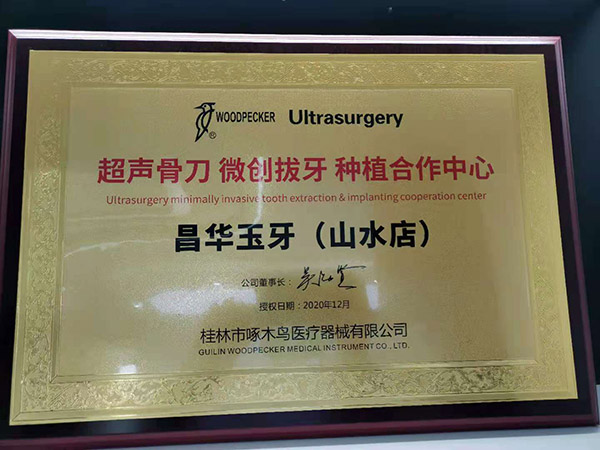 WOODPECKER ® Ultrasurgery
超声骨刀 微创拔牙 种植合作中心
Ultrasurgery minimally invasive tooth extraction & implanting cooperation center
昌华玉牙（山水店）
公司董事长：
授权日期：2020年12月
桂林市啄木鸟医疗器械有限公司
GUILIN WOODPECKER MEDICAL INSTRUMENT CO., LTD.